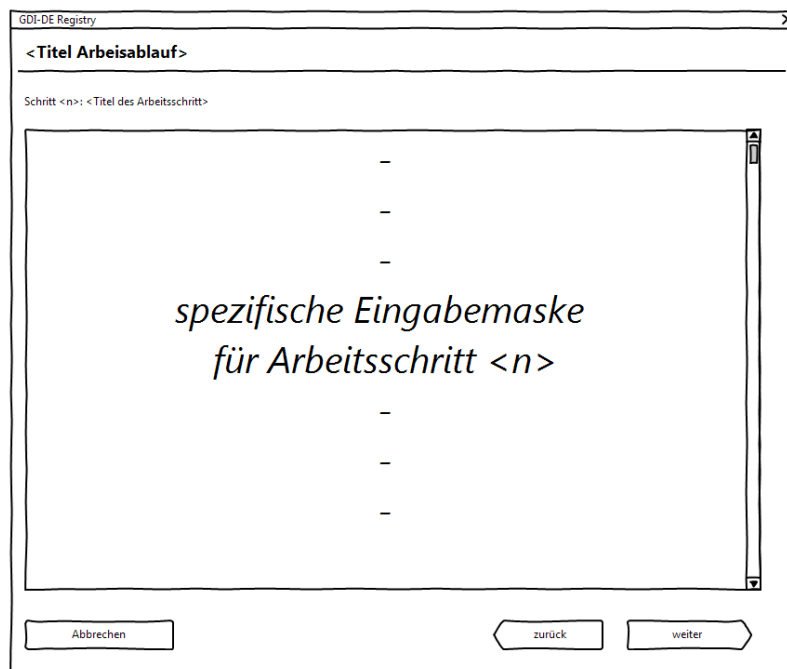 GDI-DE Registry X
<Titel Arbeisablauf>
Schritt <n>: <Titel des Arbeitsschritt>
–
–
–
spezifische Eingabemaske
für Arbeitsschritt <n>
–
–
–
Abbrechen zurück weiter